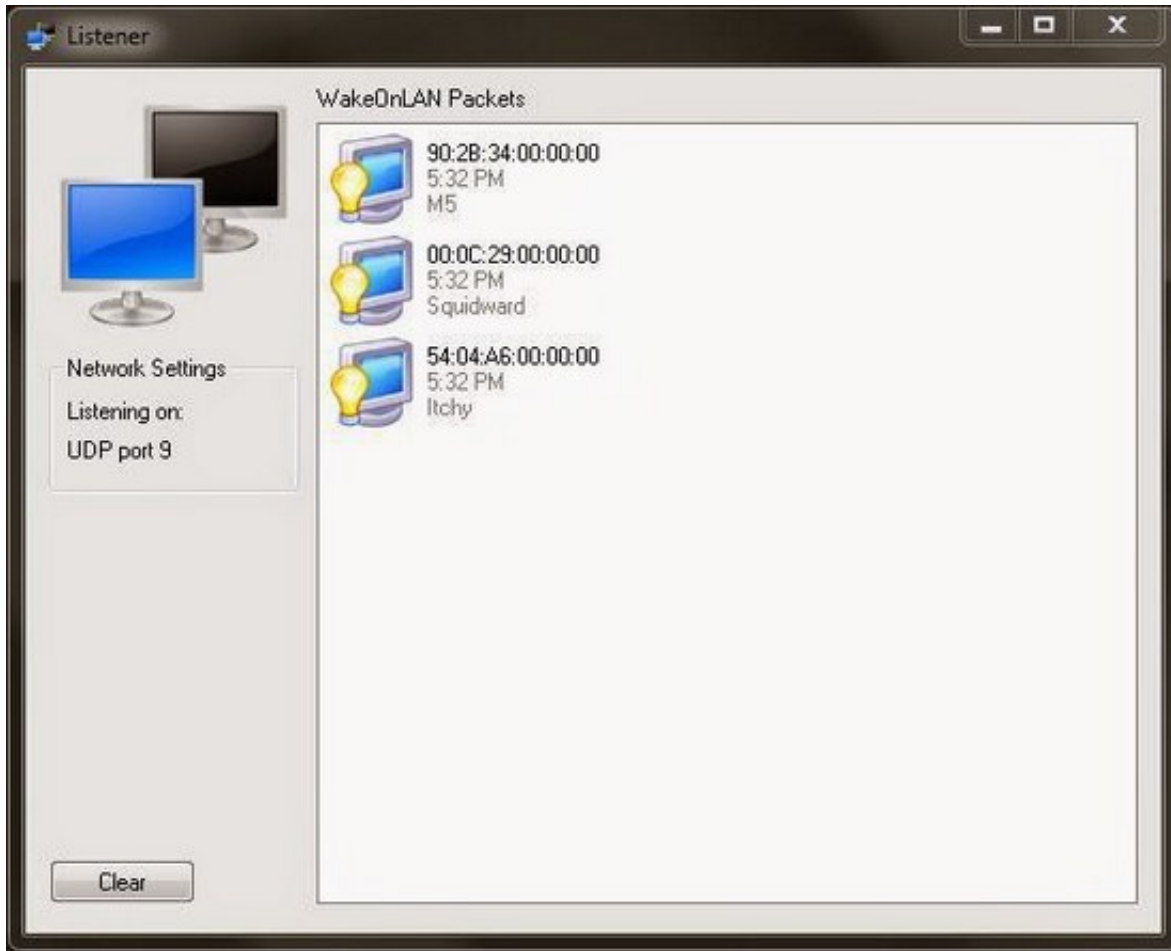 Listener
WakeOnLAN Packets
90:2B:34:00:00:00
5:32 PM
M5
00:0C:29:00:00:00
5:32 PM
Squidward
54:04:A6:00:00:00
5:32 PM
Itchy
Network Settings
Listening on:
UDP port 9
Clear